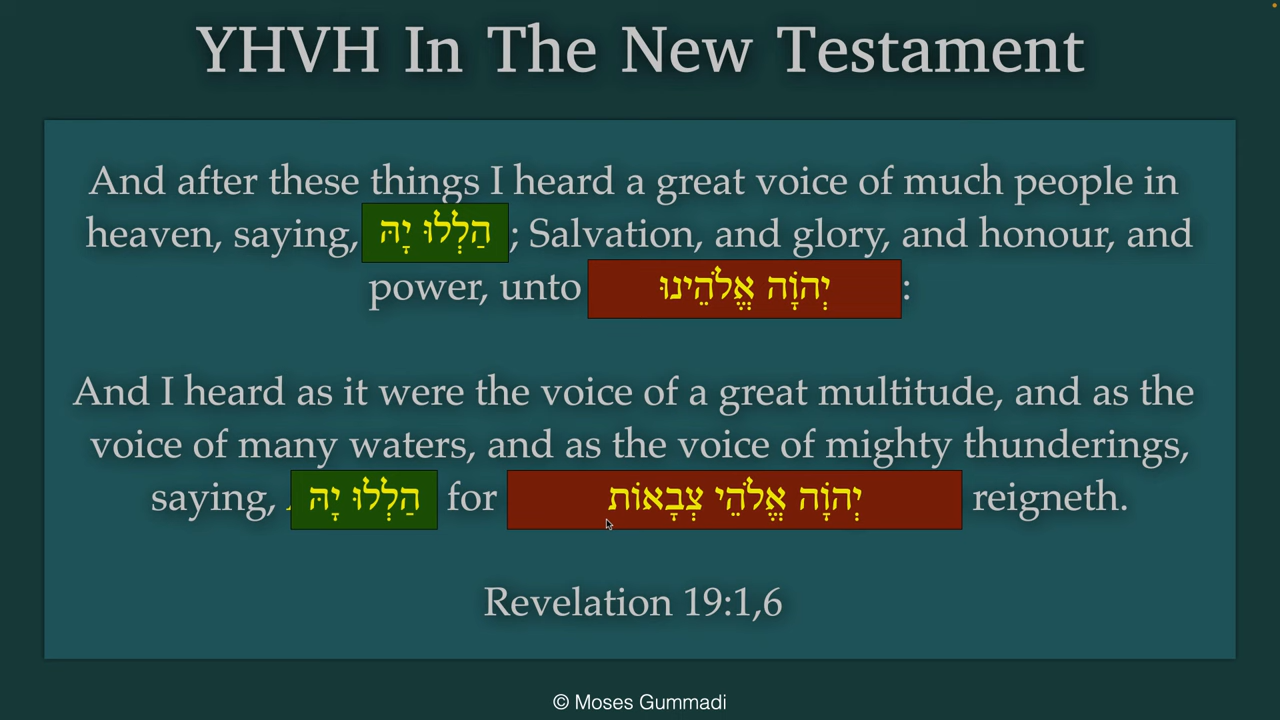 YHVH In The New Testament
And after these things I heard a great voice of much people in
heaven, saying, הַלְלוּ יָהּ ; Salvation, and glory, and honour, and
power, unto יְהֹוָה אֱלֹהֵינוּ :
And I heard as it were the voice of a great multitude, and as the
voice of many waters, and as the voice of mighty thunderings,
saying, הַלְלוּ יָהּ for יְהֹוָה אֱלֹהֵי צְבָאוֹת reigneth.
Revelation 19:1,6
© Moses Gummadi